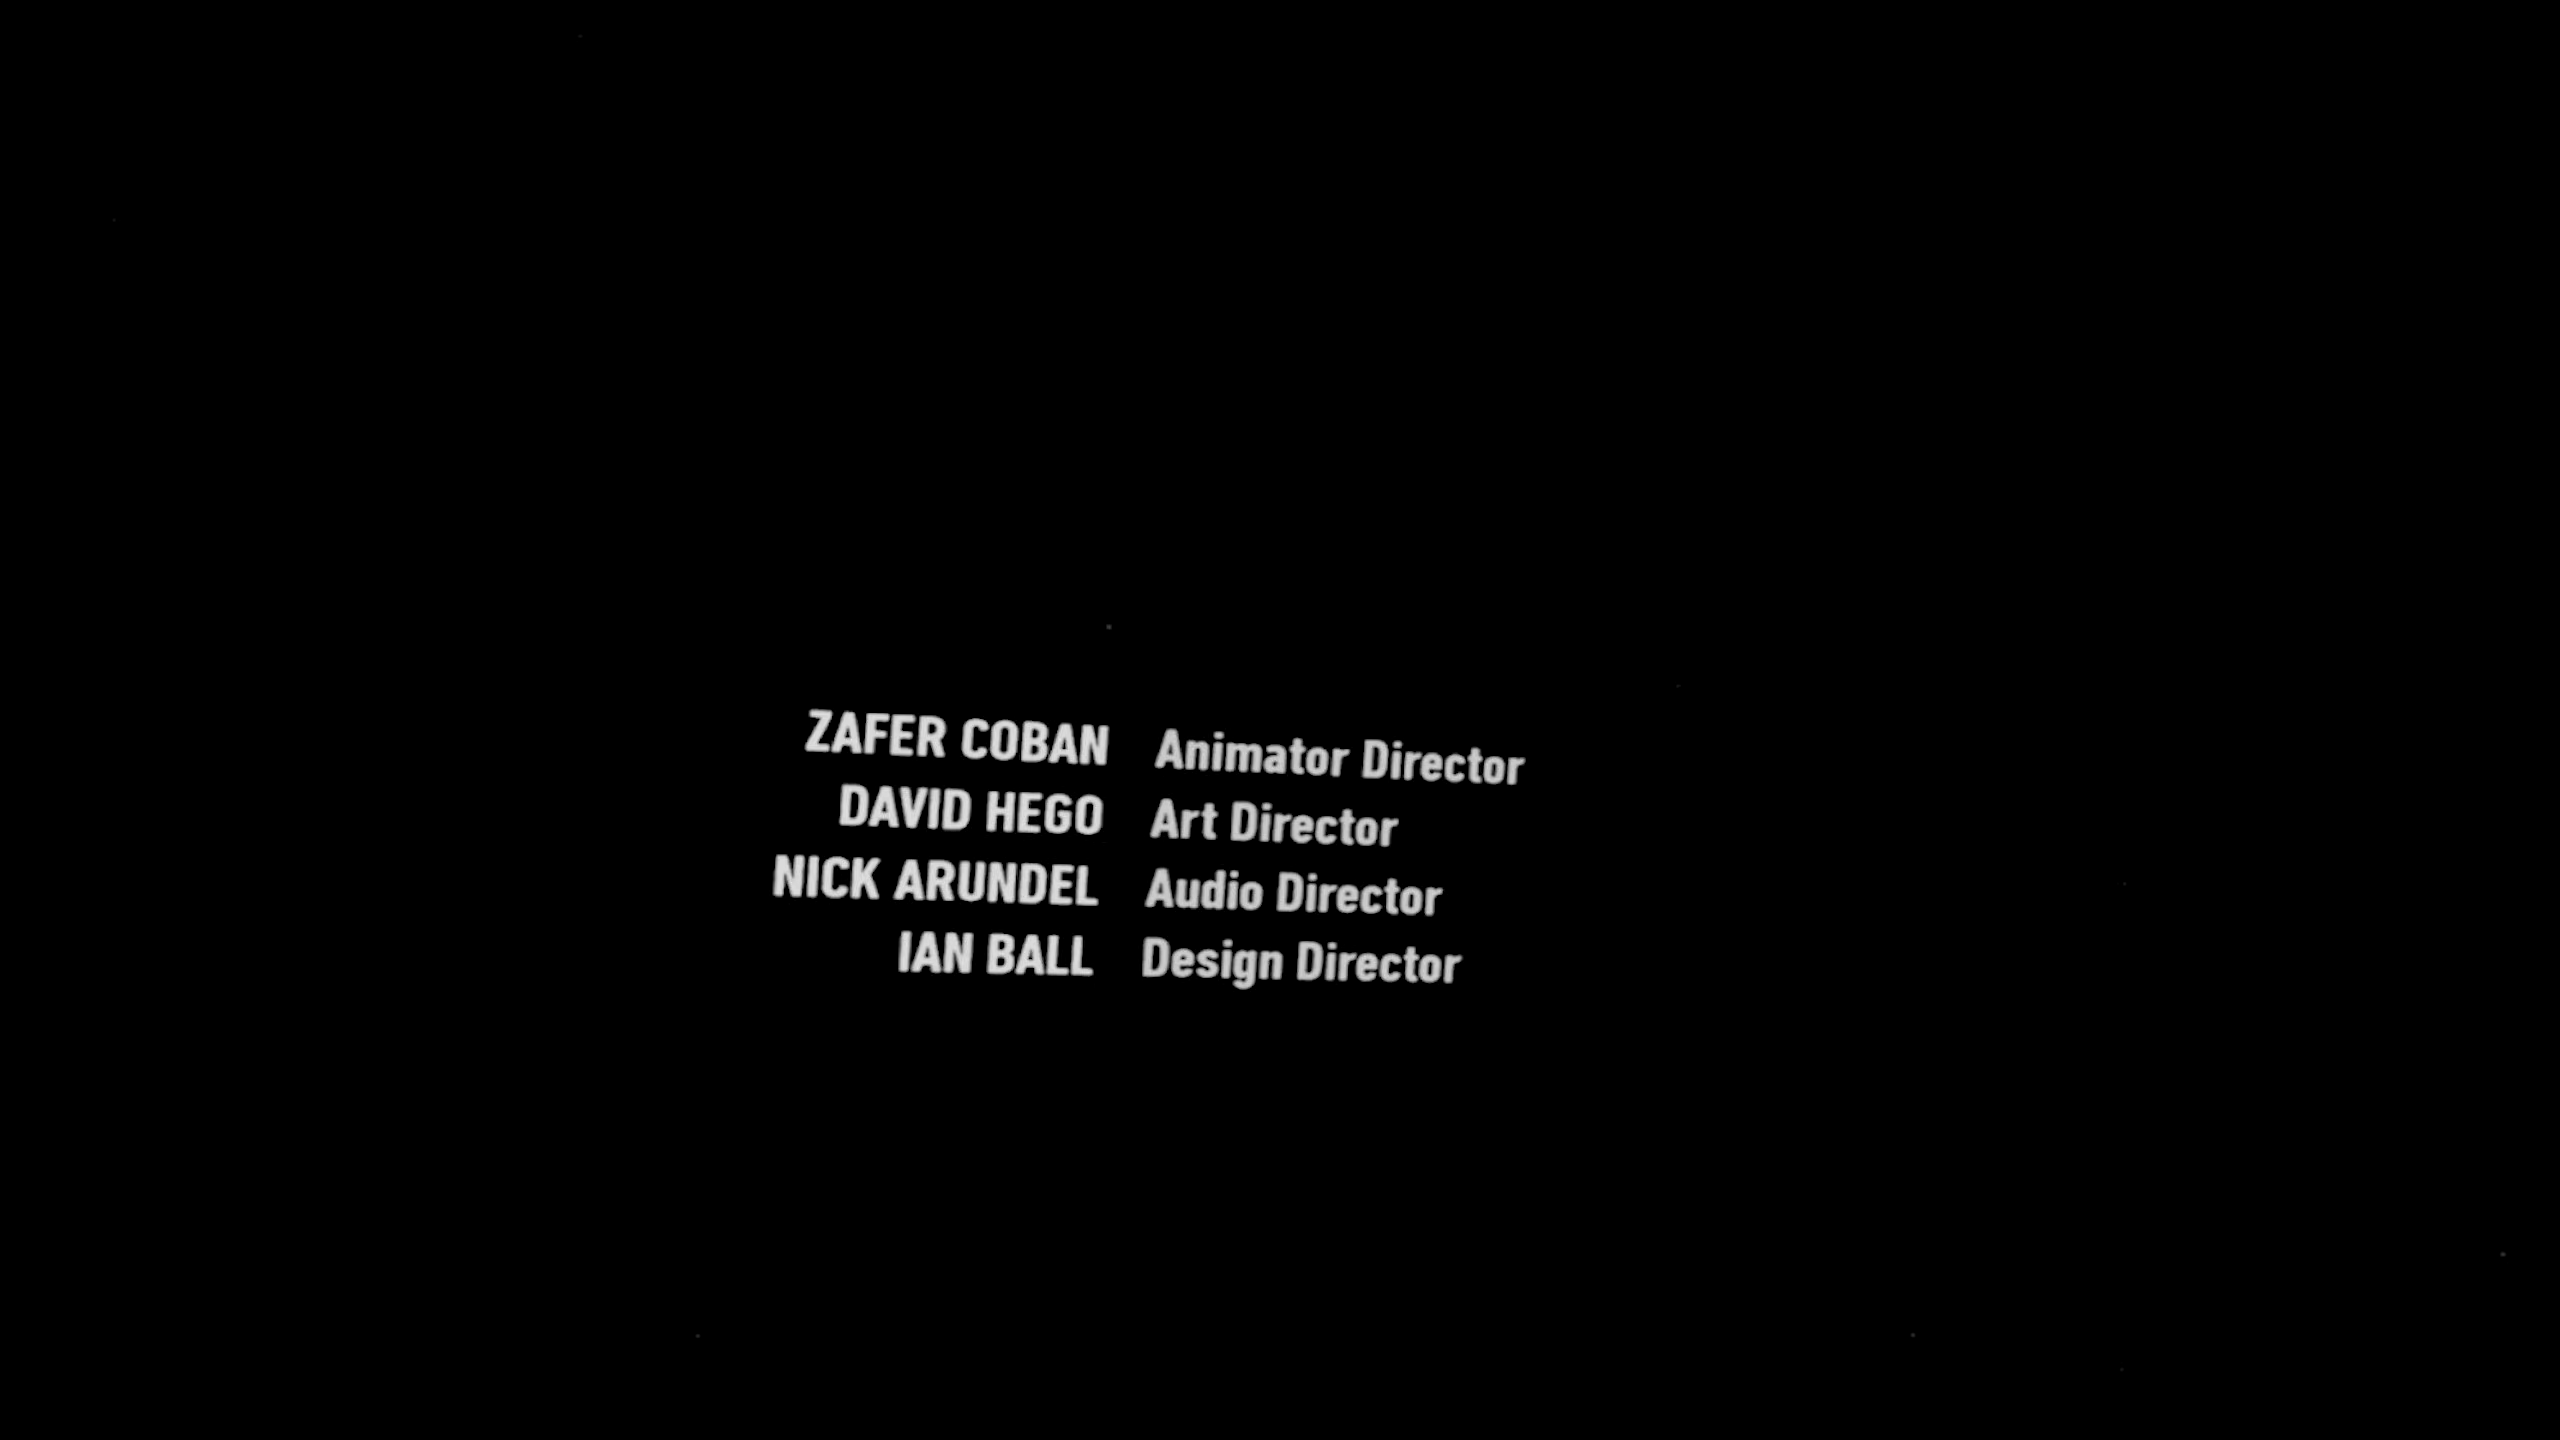 ZAFER COBAN Animator Director
DAVID HEGO Art Director
NICK ARUNDEL Audio Director
IAN BALL Design Director